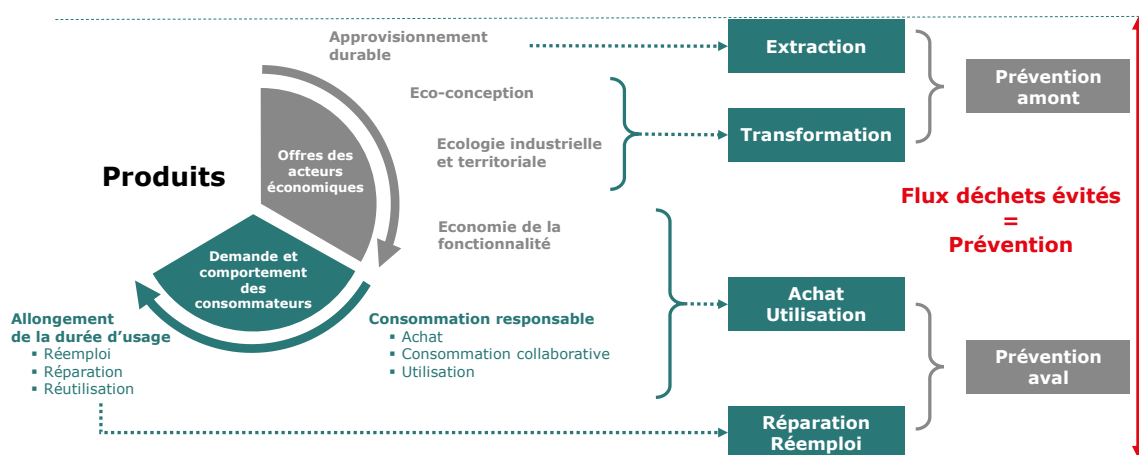 Approvisionnement
durable
Extraction
Prévention
amont
Eco-conception
Transformation
Ecologie industrielle
et territoriale
Produits
Offres des
acteurs
économiques
Flux déchets évités
=
Prévention
Economie de la
fonctionnalité
Demande et
comportement
des
consommateurs
Achat
Utilisation
Allongement
de la durée d’usage
▪ Réemploi
▪ Réparation
▪ Réutilisation
Consommation responsable
▪ Achat
▪ Consommation collaborative
▪ Utilisation
Prévention
aval
Réparation
Réemploi